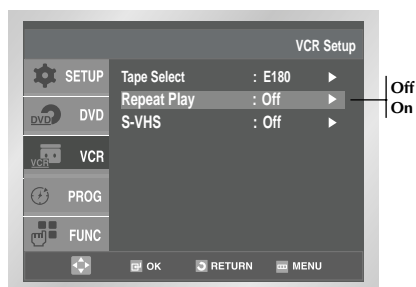 VCR Setup
SETUP
DVD DVD
VCR VCR
PROG
FUNC
Tape Select : E180 ►
Repeat Play : Off ►
S-VHS : Off ►
Off
On
OK RETURN MENU